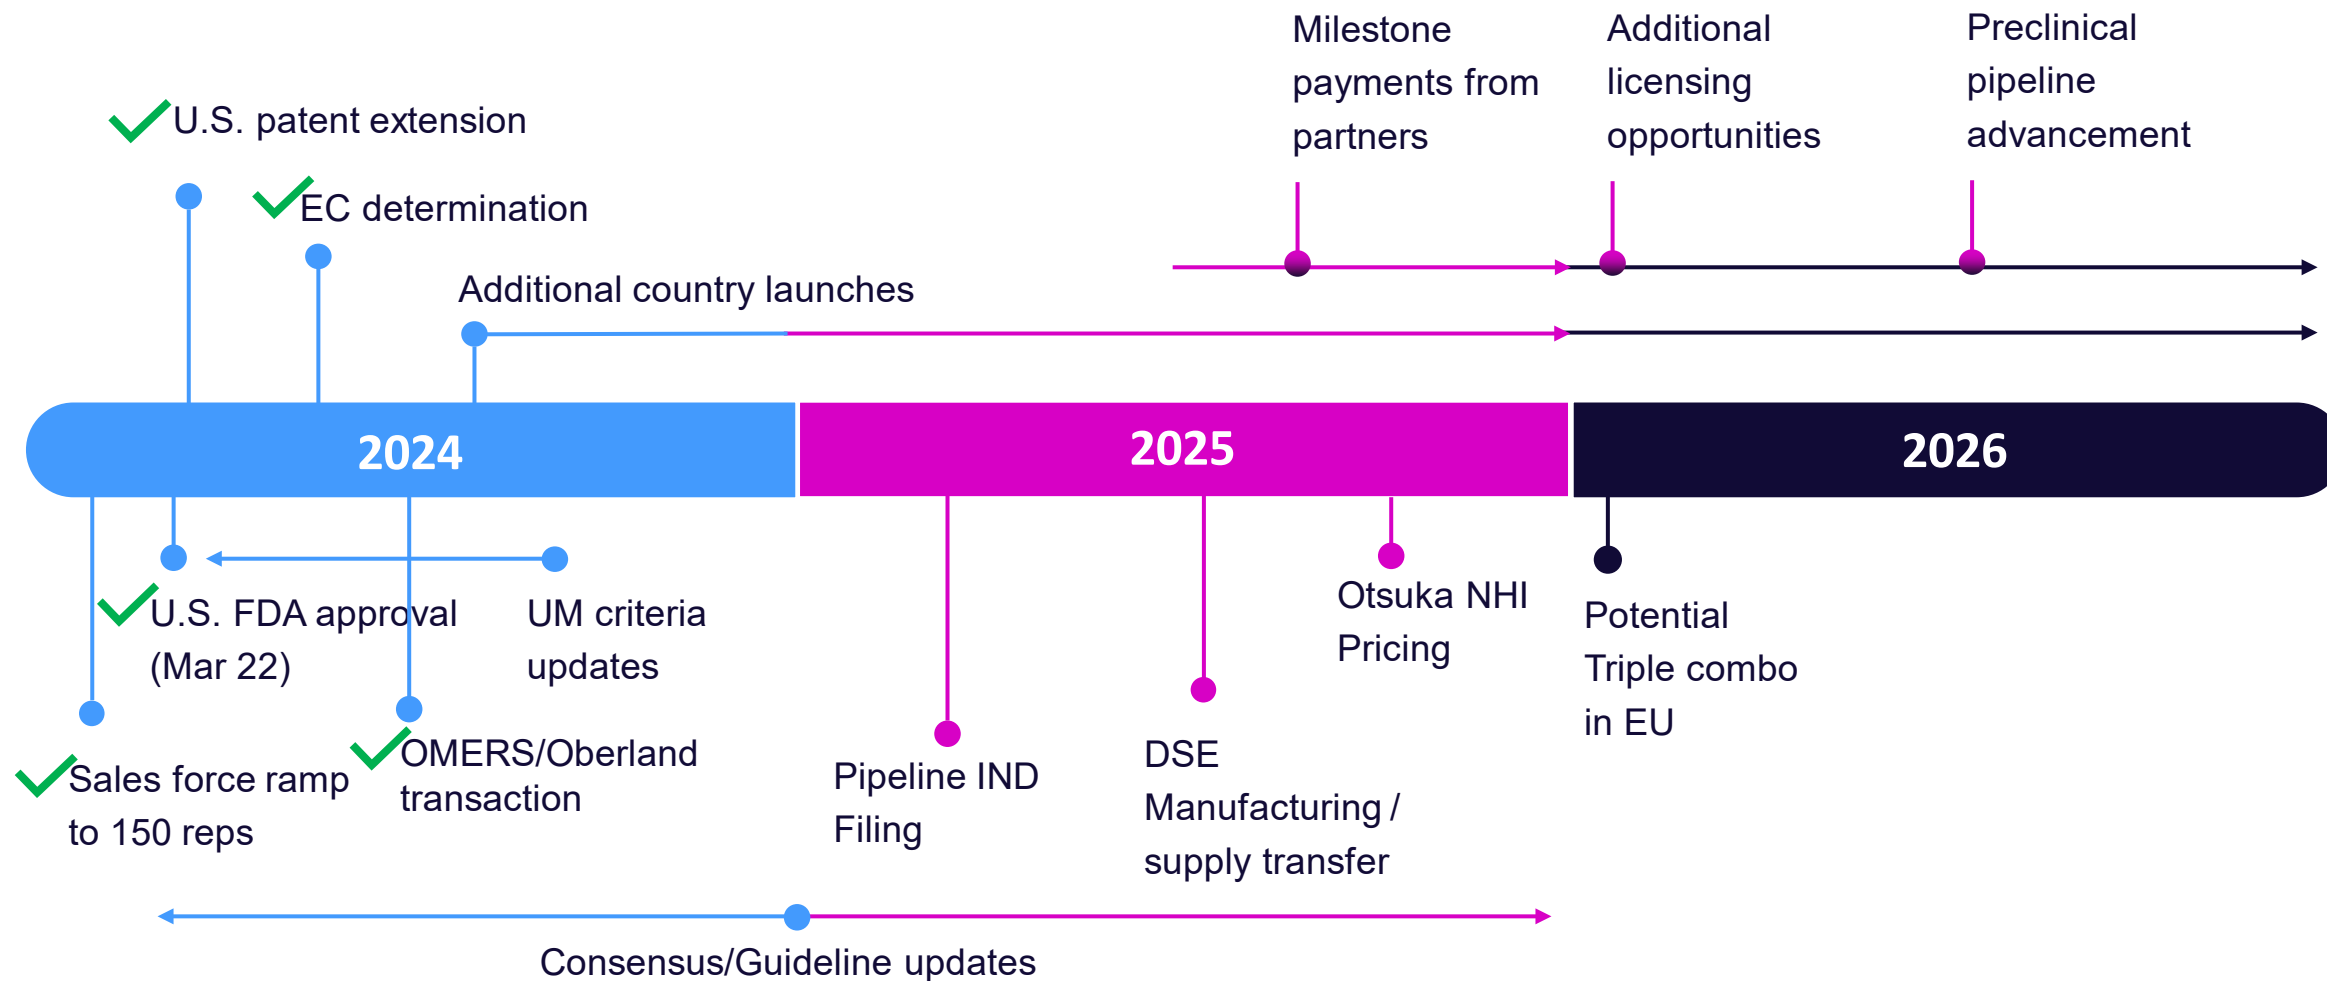 Milestone
payments from
partners
Additional
licensing
opportunities
Preclinical
pipeline
advancement
U.S. patent extension
EC determination
Additional country launches
2024
2025
2026
U.S. FDA approval
(Mar 22)
UM criteria
updates
Otsuka NHI
Pricing
Potential
Triple combo
in EU
Sales force ramp
to 150 reps
OMERS/Oberland
transaction
Pipeline IND
Filing
DSE
Manufacturing /
supply transfer
Consensus/Guideline updates